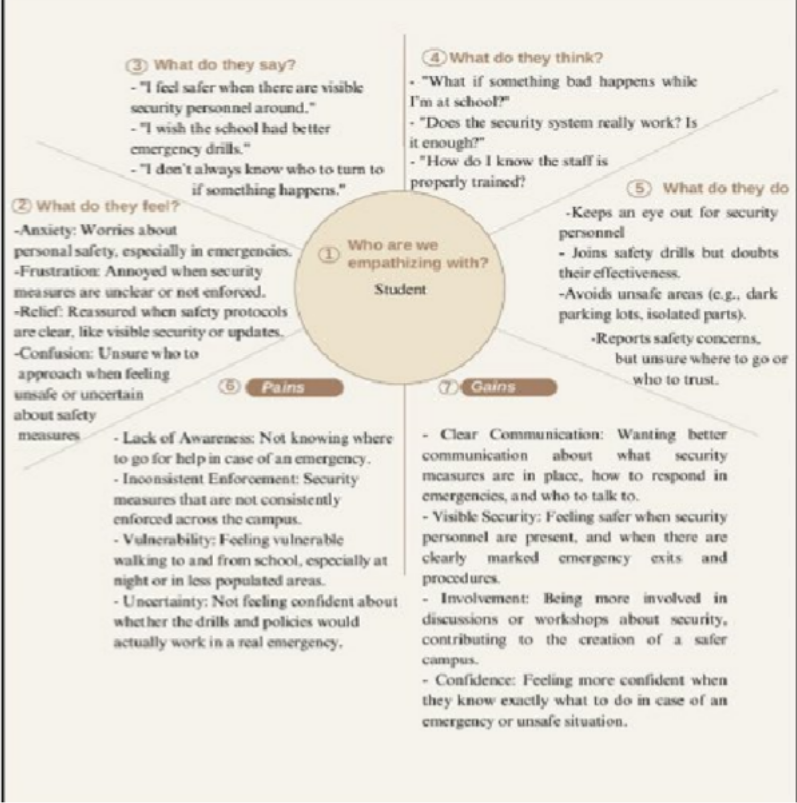 ③ What do they say?
- "I feel safer when there are visible
security personnel around."
- "I wish the school had better
emergency drills."
- "I don't always know who to turn to
if something happens."
④ What do they think?
- "What if something bad happens while
I'm at school?"
- "Does the security system really work? Is
it enough?"
- "How do I know the staff is
properly trained?
② What do they feel?
-Anxiety: Worries about
personal safety, especially in emergencies.
-Frustration: Annoyed when security
measures are unclear or not enforced.
-Relief: Reassured when safety protocols
are clear, like visible security or updates.
-Confusion: Unsure who to
approach when feeling
unsafe or uncertain
about safety
measures
① Who are we
empathizing with?
Student
⑤ What do they do
-Keeps an eye out for security
personnel
- Joins safety drills but doubts
their effectiveness.
-Avoids unsafe areas (e.g., dark
parking lots, isolated parts).
-Reports safety concerns,
but unsure where to go or
who to trust.
⑥ Pains
- Lack of Awareness: Not knowing where
to go for help in case of an emergency.
- Inconsistent Enforcement: Security
measures that are not consistently
enforced across the campus.
- Vulnerability: Feeling vulnerable
walking to and from school, especially at
night or in less populated areas.
- Uncertainty: Not feeling confident about
whether the drills and policies would
actually work in a real emergency.
⑦ Gains
- Clear Communication: Wanting better
communication about what security
measures are in place, how to respond in
emergencies, and who to talk to.
- Visible Security: Feeling safer when security
personnel are present, and when there are
clearly marked emergency exits and
procedures.
- Involvement: Being more involved in
discussions or workshops about security,
contributing to the creation of a safer
campus.
- Confidence: Feeling more confident when
they know exactly what to do in case of an
emergency or unsafe situation.